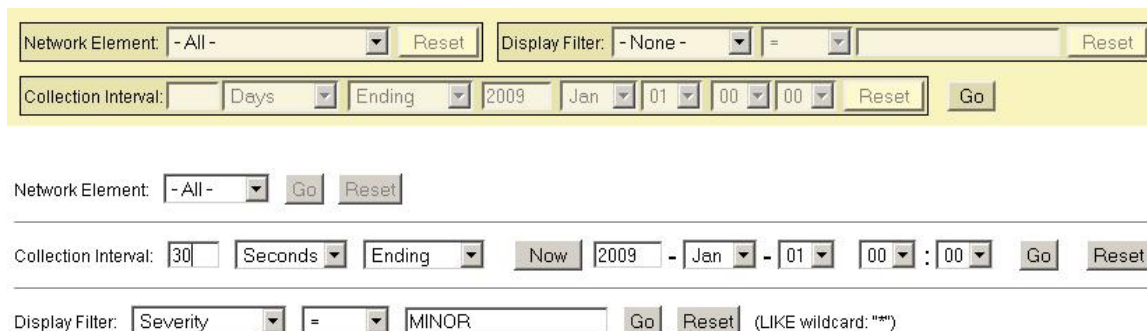 Network Element: - All - Reset Display Filter: - None - = Reset
Collection Interval: Days Ending 2009 Jan 01 00 00 Reset Go
Network Element: - All - Go Reset
Collection Interval: 30 Seconds Ending Now 2009 - Jan - 01 00 : 00 Go Reset
Display Filter: Severity = MINOR Go Reset (LIKE wildcard: "*")